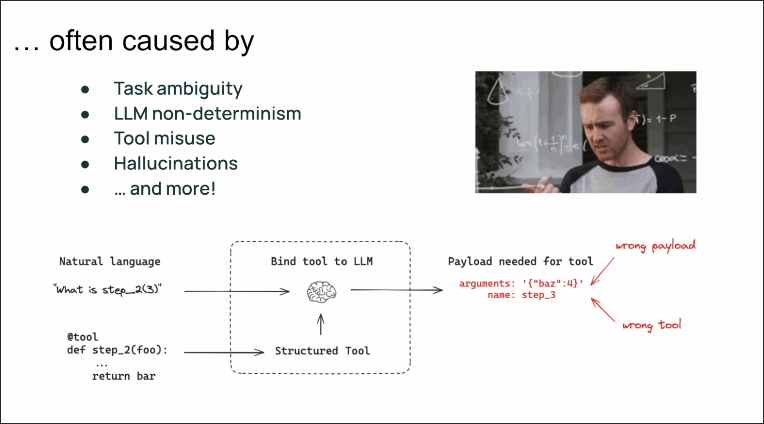 … often caused by
● Task ambiguity
● LLM non-determinism
● Tool misuse
● Hallucinations
● … and more!
Natural language
Bind tool to LLM
Payload needed for tool
wrong payload
"What is step_2(3)"
arguments: '{"baz":4}'
name: step_3
wrong tool
@tool
def step_2(foo):
...
return bar
Structured Tool